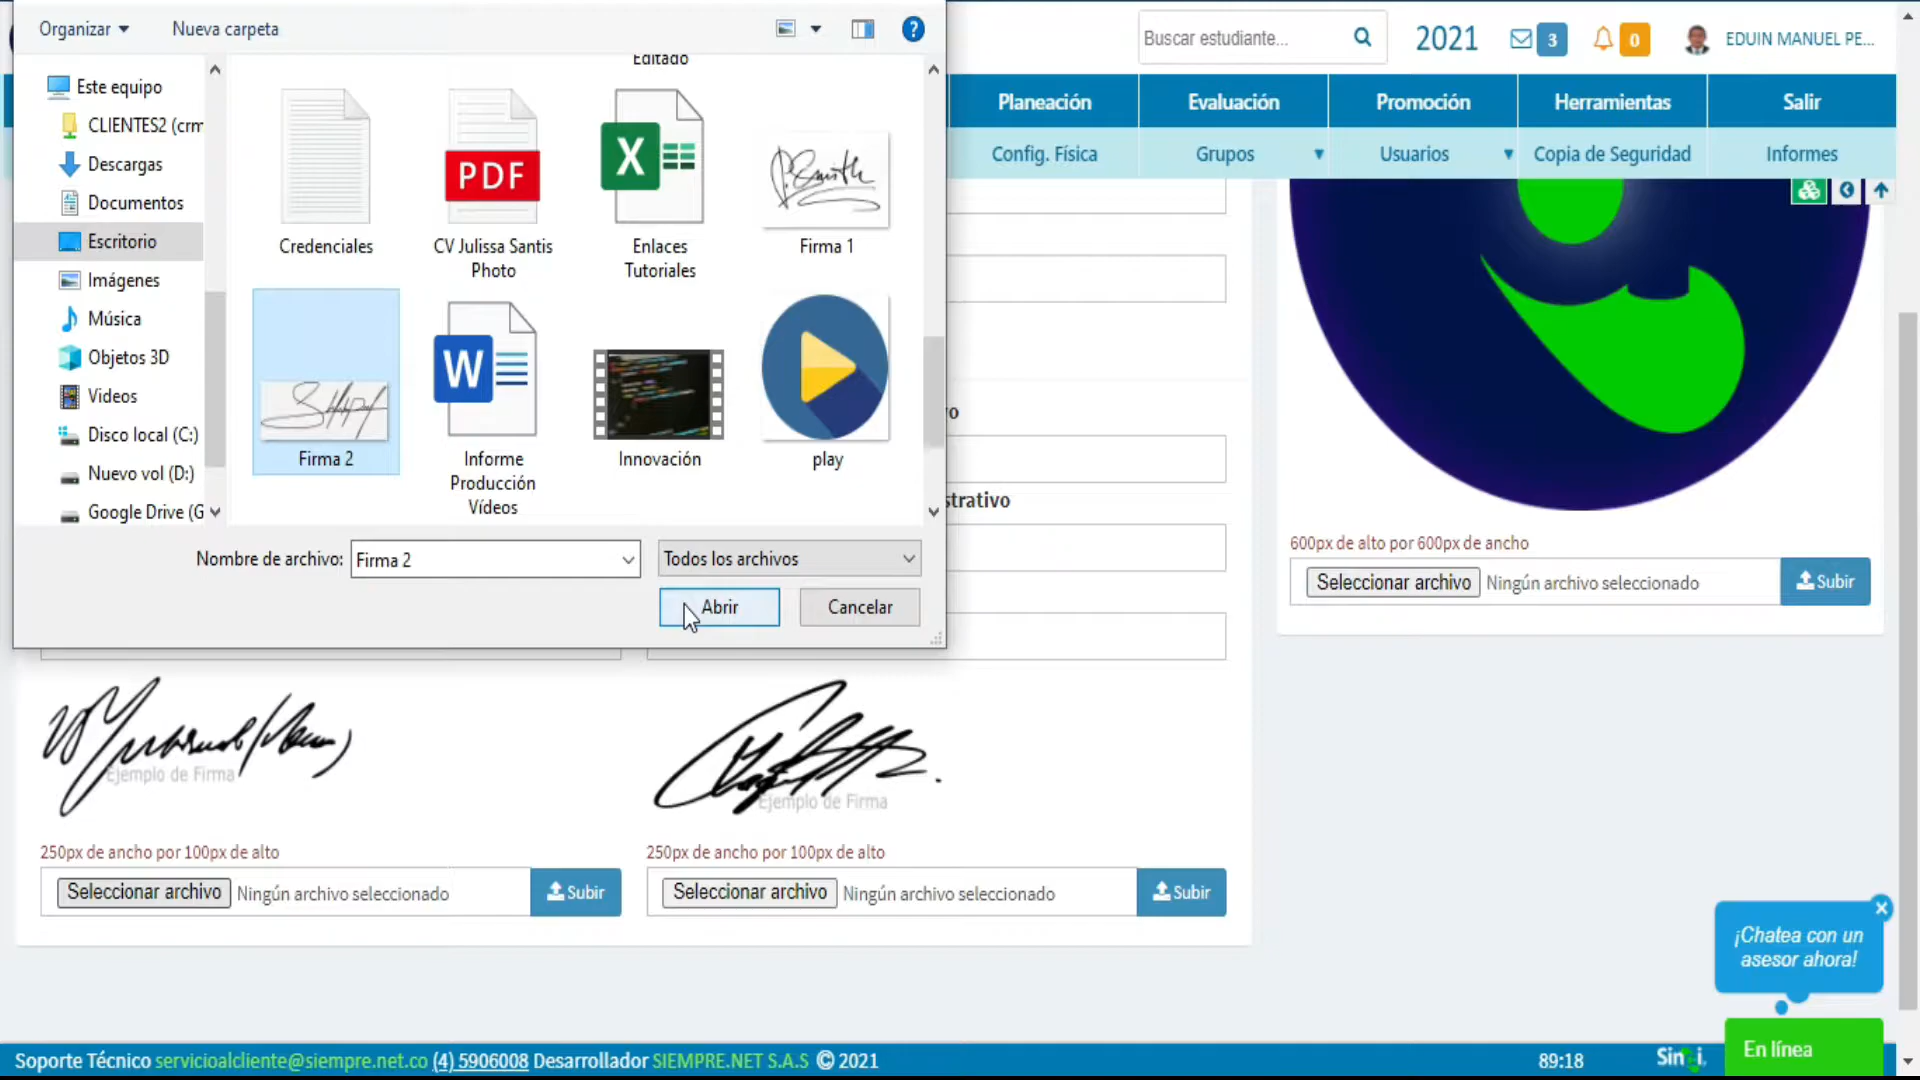 Organizar
Nueva carpeta
Este equipo
CLIENTES2 (crm
Descargas
Documentos
Escritorio
Imágenes
Música
Objetos 3D
Videos
Disco local (C:)
Nuevo vol (D:)
Google Drive (G
Editado
Credenciales
PDF
CV Julissa Santis
Photo
X
Enlaces
Tutoriales
Firma 1
Firma 2
W
Informe
Producción
Vídeos
Innovación
play
Nombre de archivo: Firma 2
Todos los archivos
Abrir
Cancelar
Buscar estudiante...
2021
3
0
EDUIN MANUEL PE...
Planeación
Evaluación
Promoción
Herramientas
Salir
Config. Física
Grupos
Usuarios
Copia de Seguridad
Informes
o
strativo
600px de alto por 600px de ancho
Seleccionar archivo Ningún archivo seleccionado
Subir
Ejemplo de Firma
Ejemplo de Firma
250px de ancho por 100px de alto
250px de ancho por 100px de alto
Seleccionar archivo Ningún archivo seleccionado
Subir
Seleccionar archivo Ningún archivo seleccionado
Subir
¡Chatea con un
asesor ahora!
En línea
Soporte Técnico servicioalcliente@siempre.net.co (4) 5906008 Desarrollador SIEMPRE.NET S.A.S © 2021
89:18